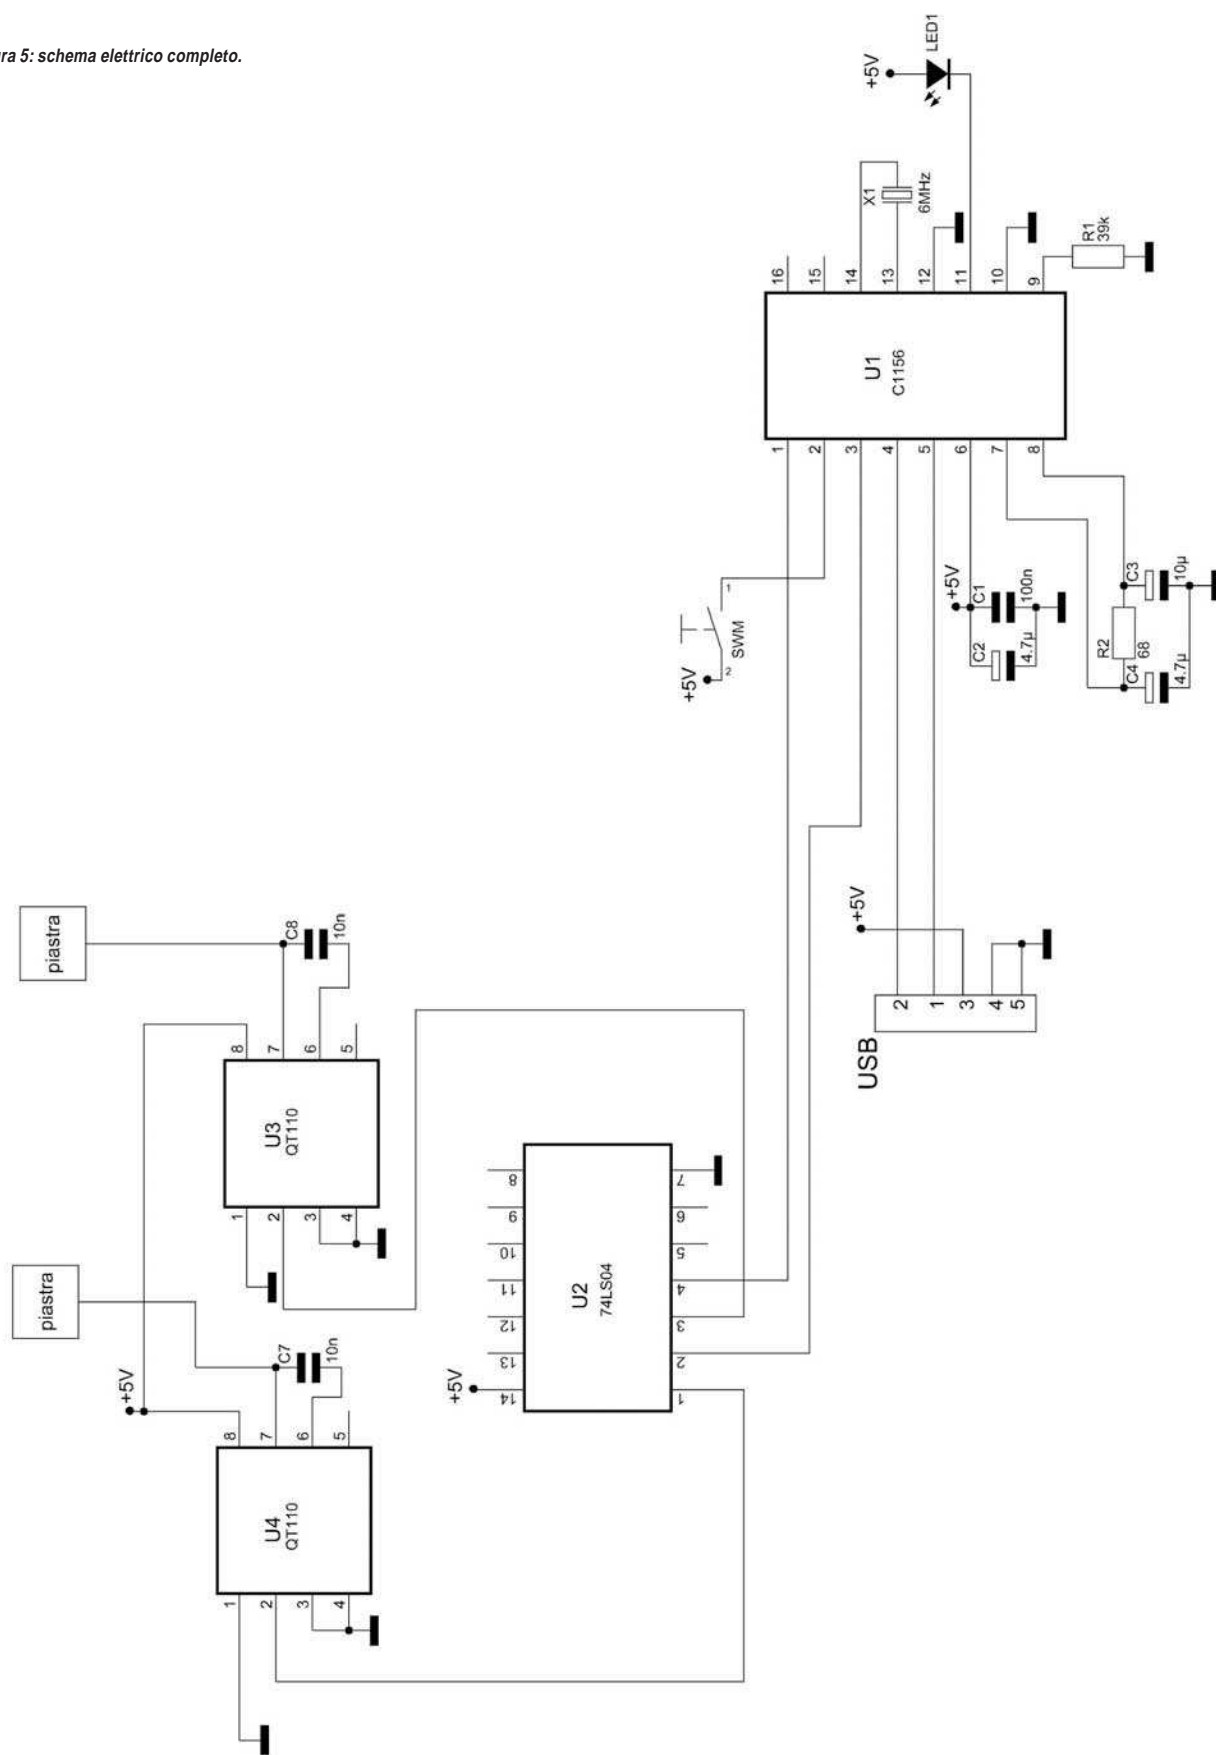 ra 5: schema elettrico completo.
LED1
+5V
X1
6MHz
16
15
14
13
12
11
10
9
R1
39k
U1
C1156
1
2
3
4
5
6
7
8
+5V
SWM
1
2
+5V
C1
100n
C2
4.7µ
C3
10µ
R2
68
C4
4.7µ
piastra
C8
10n
8
7
6
5
U3
QT110
1
2
3
4
+5V
USB
2
1
3
4
5
piastra
C7
10n
+5V
8
7
6
5
U4
QT110
1
2
3
4
+5V
U2
74LS04
14
13
12
11
10
9
8
1
2
3
4
5
6
7